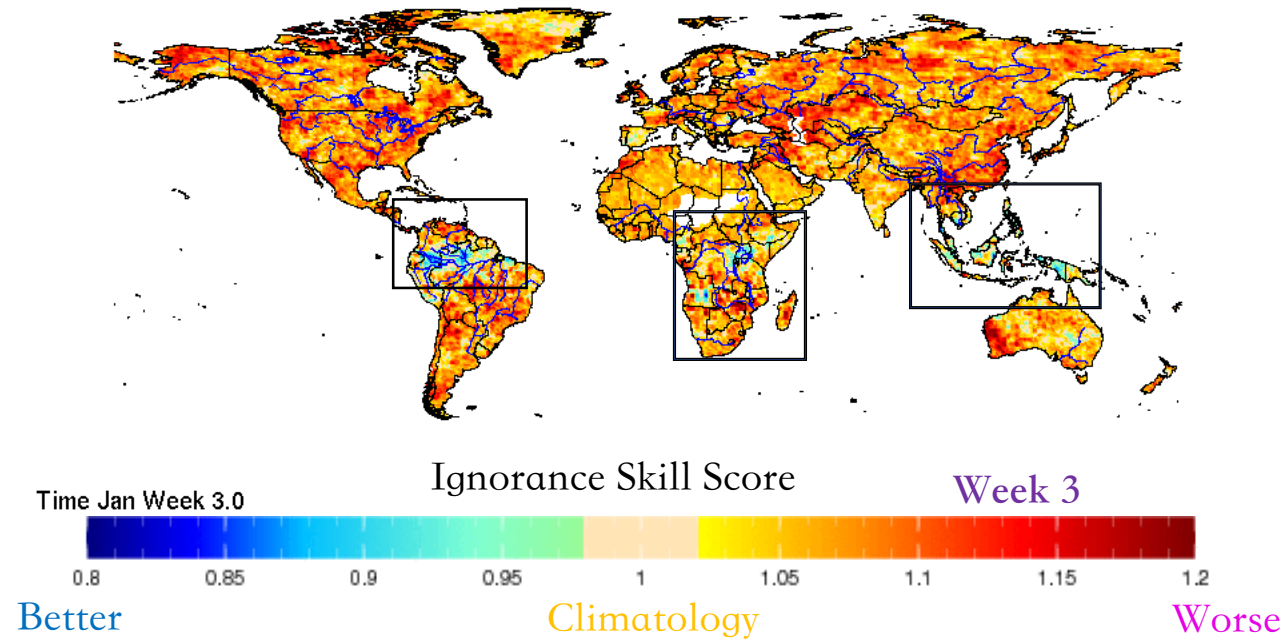 Ignorance Skill Score
Week 3
Time Jan Week 3.0
0.8 0.85 0.9 0.95 1 1.05 1.1 1.15 1.2
Better Climatology Worse